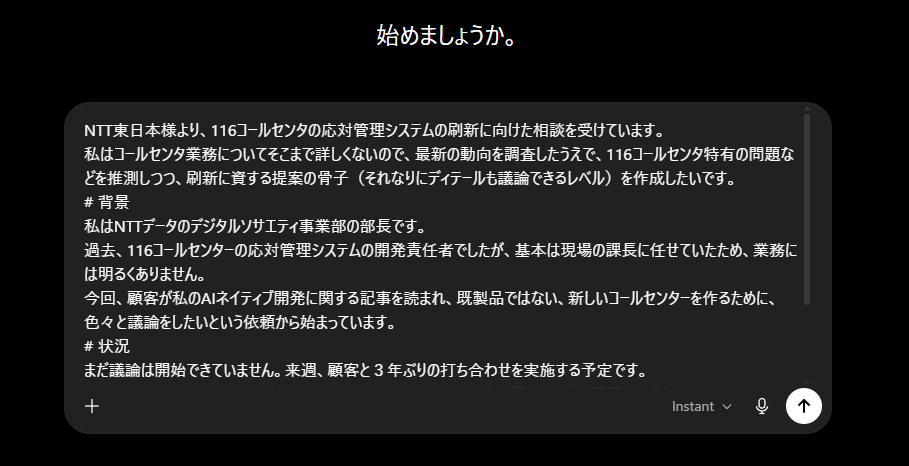 始めましょうか。
NTT東日本様より、116コールセンタの応対管理システムの刷新に向けた相談を受けています。
私はコールセンタ業務についてそこまで詳しくないので、最新の動向を調査したうえで、116コールセンタ特有の問題な
どを推測しつつ、刷新に資する提案の骨子（それなりにディテールも議論できるレベル）を作成したいです。
# 背景
私はNTTデータのデジタルソサエティ事業部の部長です。
過去、116コールセンターの応対管理システムの開発責任者でしたが、基本は現場の課長に任せていたため、業務に
は明るくありません。
今回、顧客が私のAIネイティブ開発に関する記事を読まれ、既製品ではない、新しいコールセンターを作るために、
色々と議論をしたいという依頼から始まっています。
# 状況
まだ議論は開始できていません。来週、顧客と３年ぶりの打ち合わせを実施する予定です。
Instant